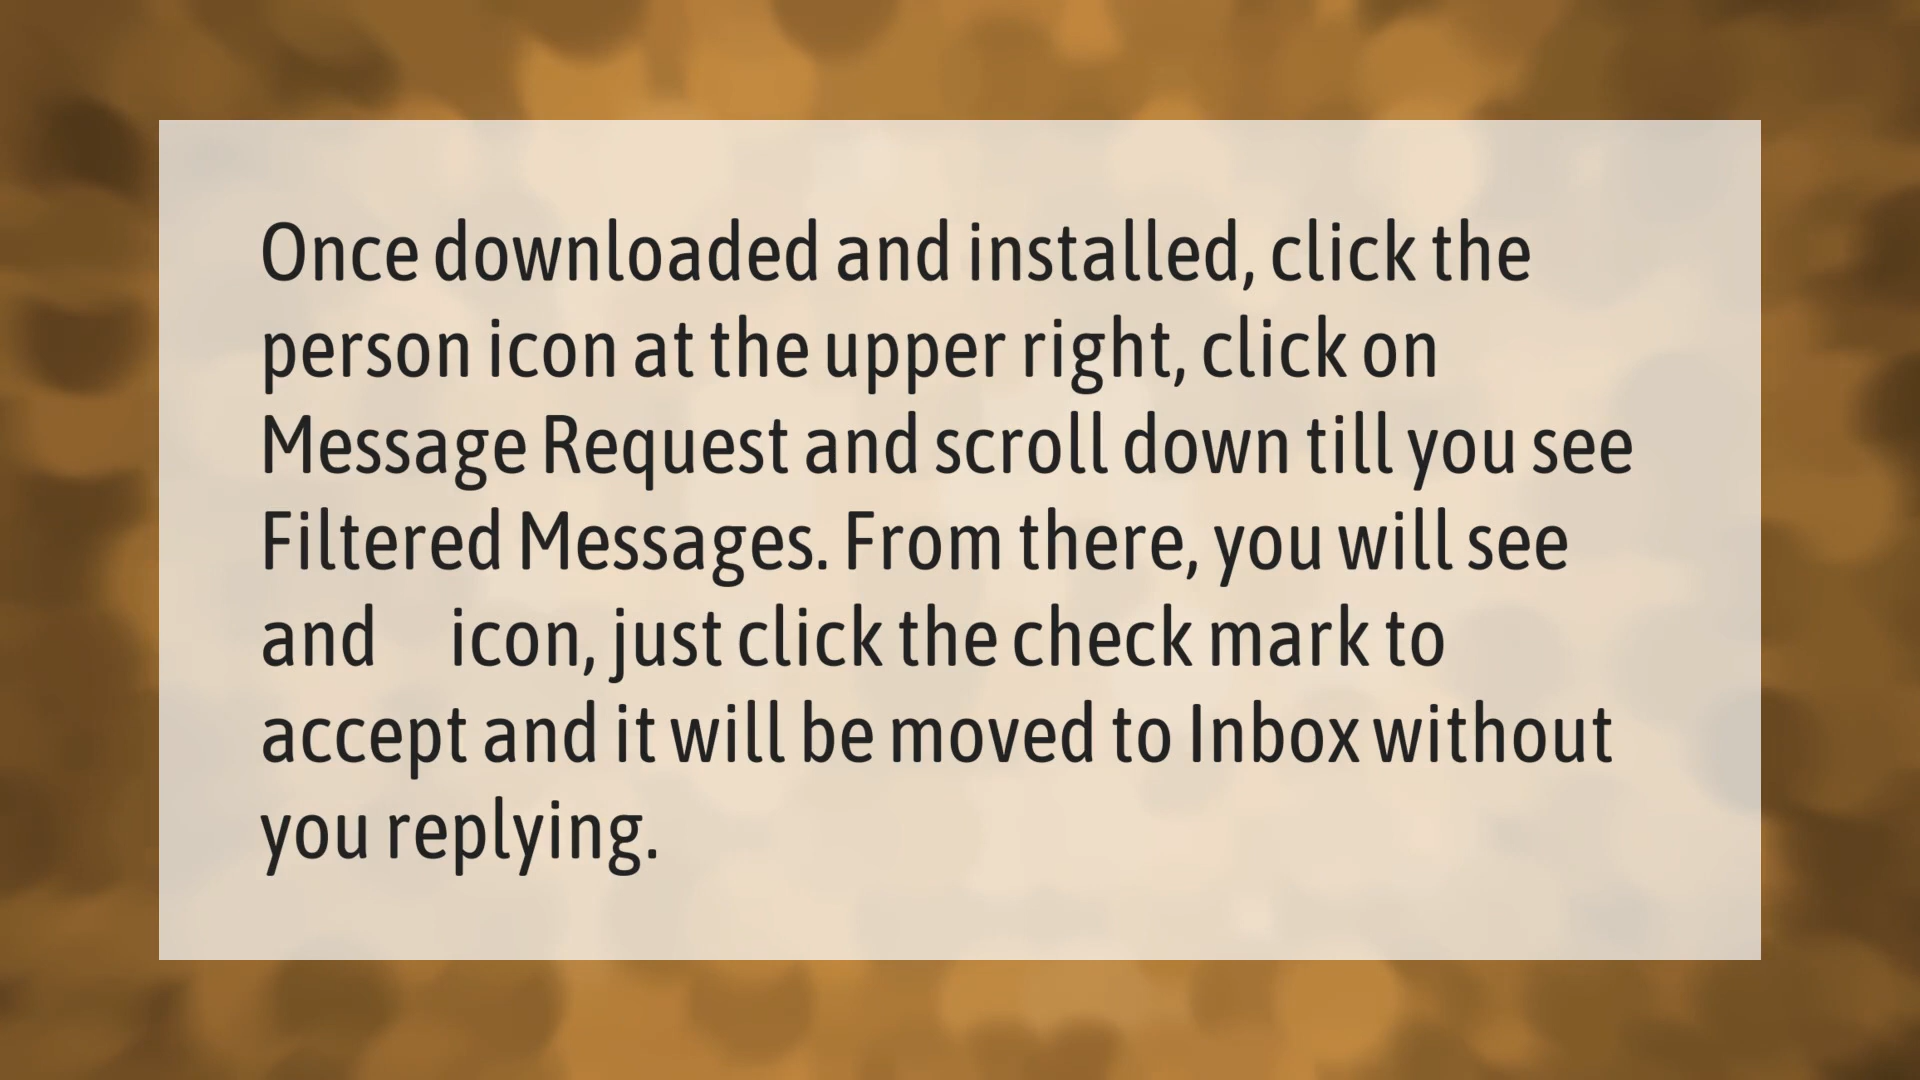 Once downloaded and installed, click the
person icon at the upper right, click on
Message Request and scroll down till you see
Filtered Messages. From there, you will see
and icon, just click the check mark to
accept and it will be moved to Inbox without
you replying.